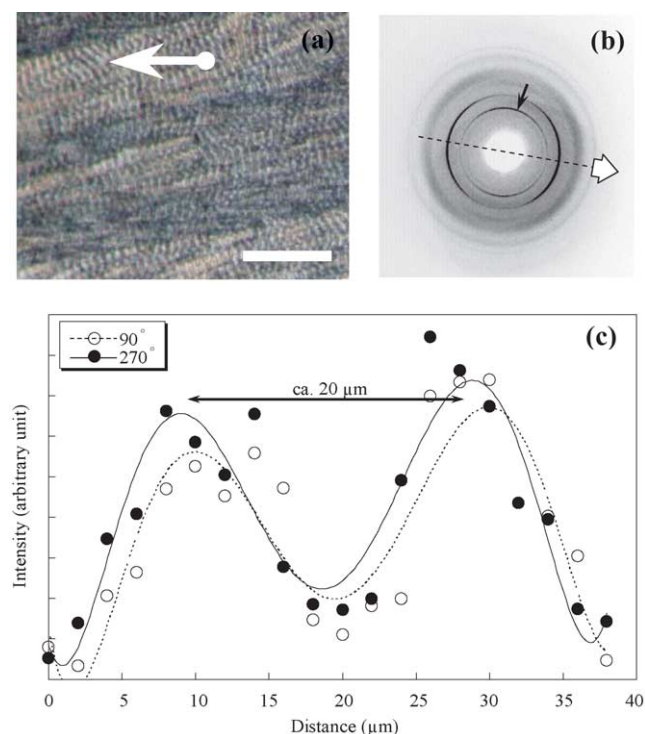 (a)
(b)
(c)
90°
270°
ca. 20 µm
Intensity (arbitrary unit)
0 5 10 15 20 25 30 35 40
Distance (µm)